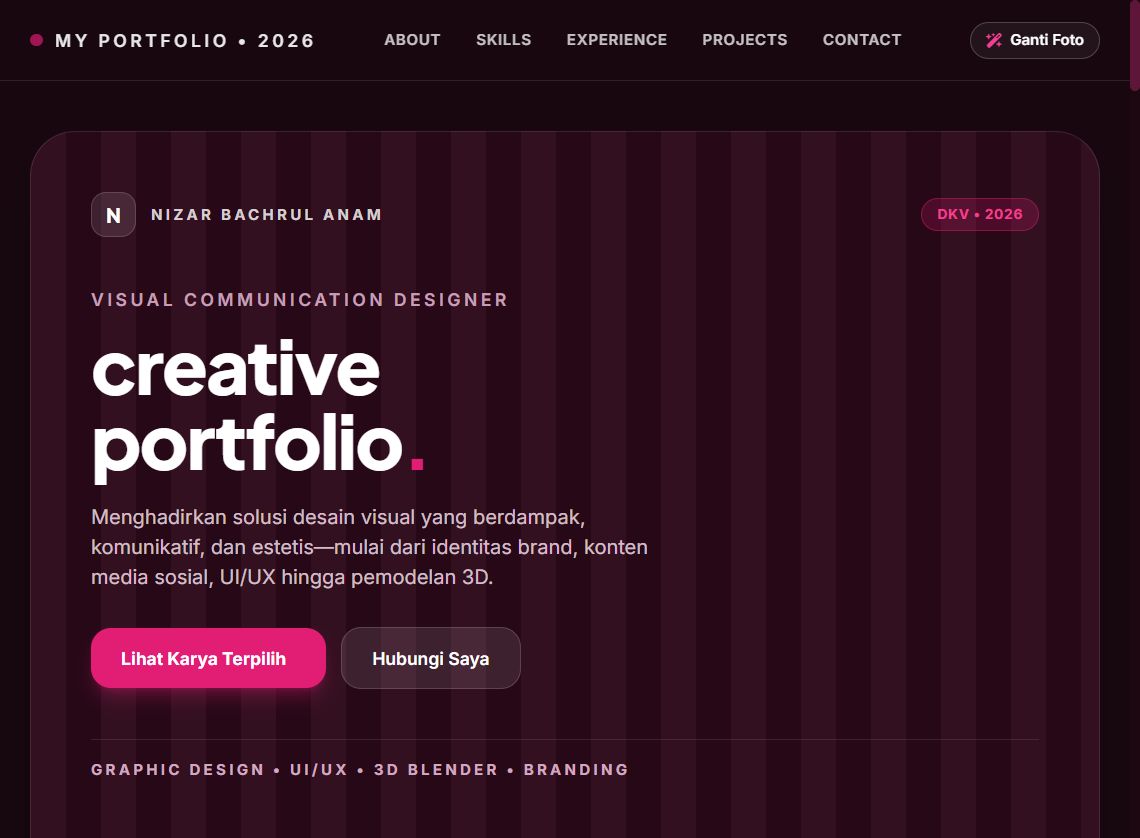 MY PORTFOLIO • 2026
ABOUT SKILLS EXPERIENCE PROJECTS CONTACT
Ganti Foto
N
NIZAR BACHRUL ANAM
DKV • 2026
VISUAL COMMUNICATION DESIGNER
creative
portfolio.
Menghadirkan solusi desain visual yang berdampak,
komunikatif, dan estetis—mulai dari identitas brand, konten
media sosial, UI/UX hingga pemodelan 3D.
Lihat Karya Terpilih
Hubungi Saya
GRAPHIC DESIGN • UI/UX • 3D BLENDER • BRANDING